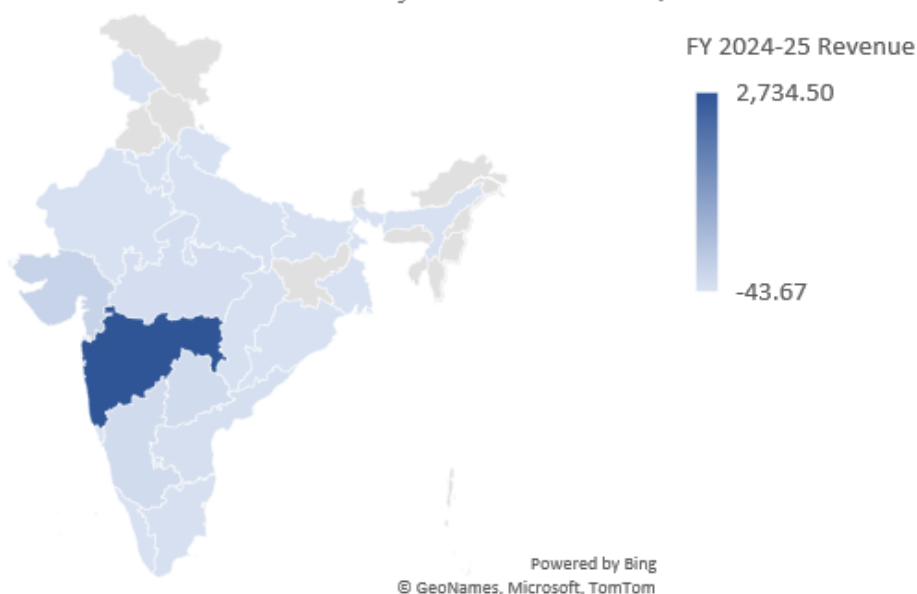 FY 2024-25 Revenue
2,734.50
-43.67
Powered by Bing
© GeoNames, Microsoft, TomTom